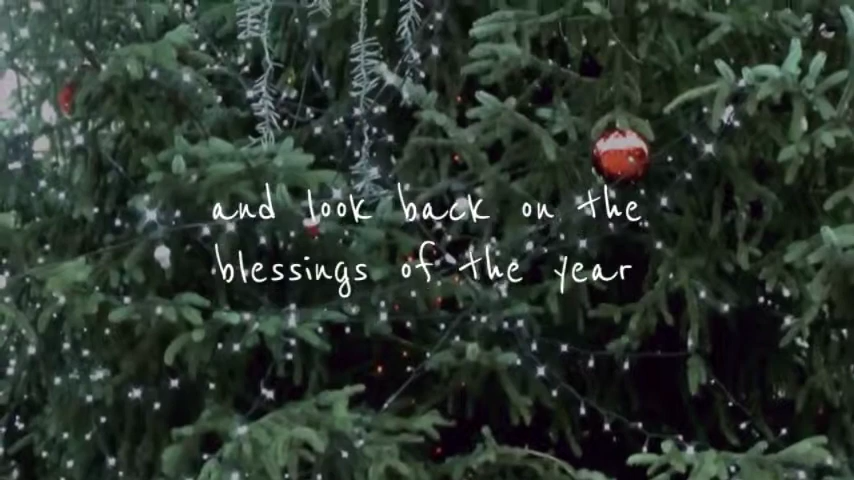 and look back on the
blessings of the year